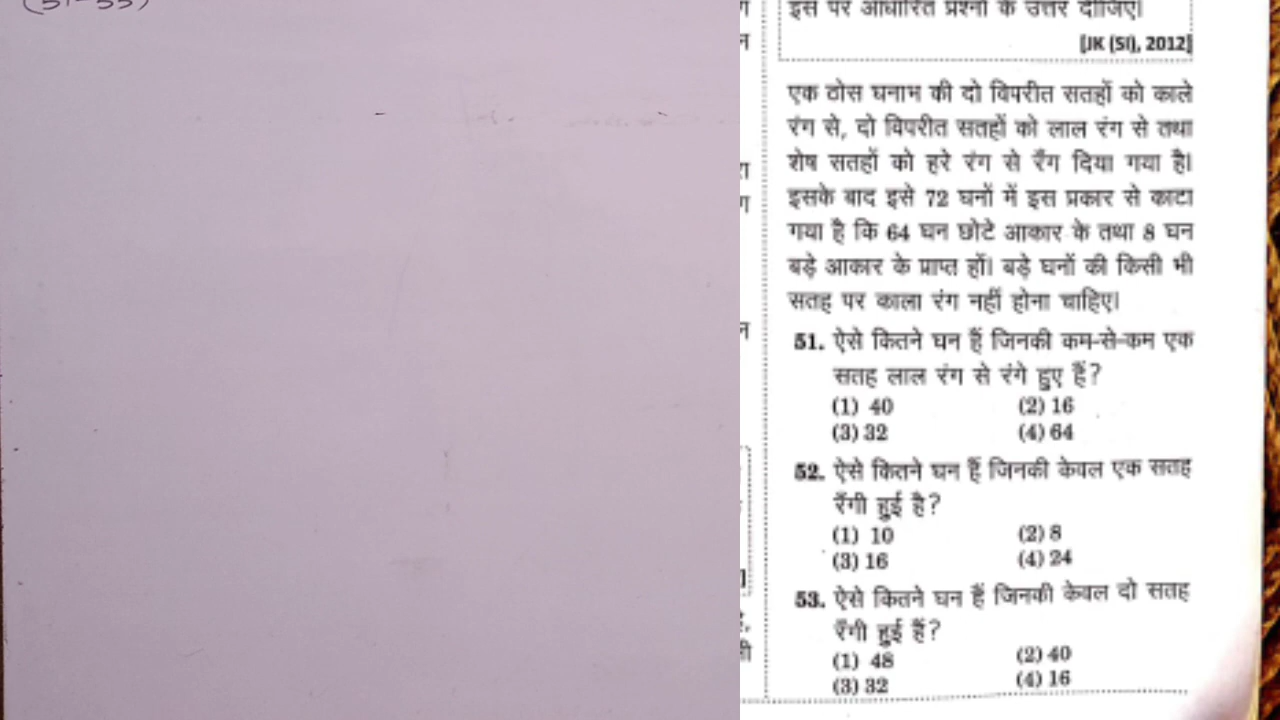 (51-53)
इस पर आधारित प्रश्नों के उत्तर दीजिए।
[JK (SI), 2012]
एक ठोस घनाभ की दो विपरीत सतहों को काले
रंग से, दो विपरीत सतहों को लाल रंग से तथा
शेष सतहों को हरे रंग से रँग दिया गया है।
इसके बाद इसे 72 घनों में इस प्रकार से काटा
गया है कि 64 घन छोटे आकार के तथा 8 घन
बड़े आकार के प्राप्त हों। बड़े घनों की किसी भी
सतह पर काला रंग नहीं होना चाहिए।
51. ऐसे कितने घन हैं जिनकी कम-से-कम एक
सतह लाल रंग से रंगे हुए हैं?
(1) 40 (2) 16
(3) 32 (4) 64
52. ऐसे कितने घन हैं जिनकी केवल एक सतह
रँगी हुई है?
(1) 10 (2) 8
(3) 16 (4) 24
53. ऐसे कितने घन हैं जिनकी केवल दो सतह
रँगी हुई हैं?
(1) 48 (2) 40
(3) 32 (4) 16